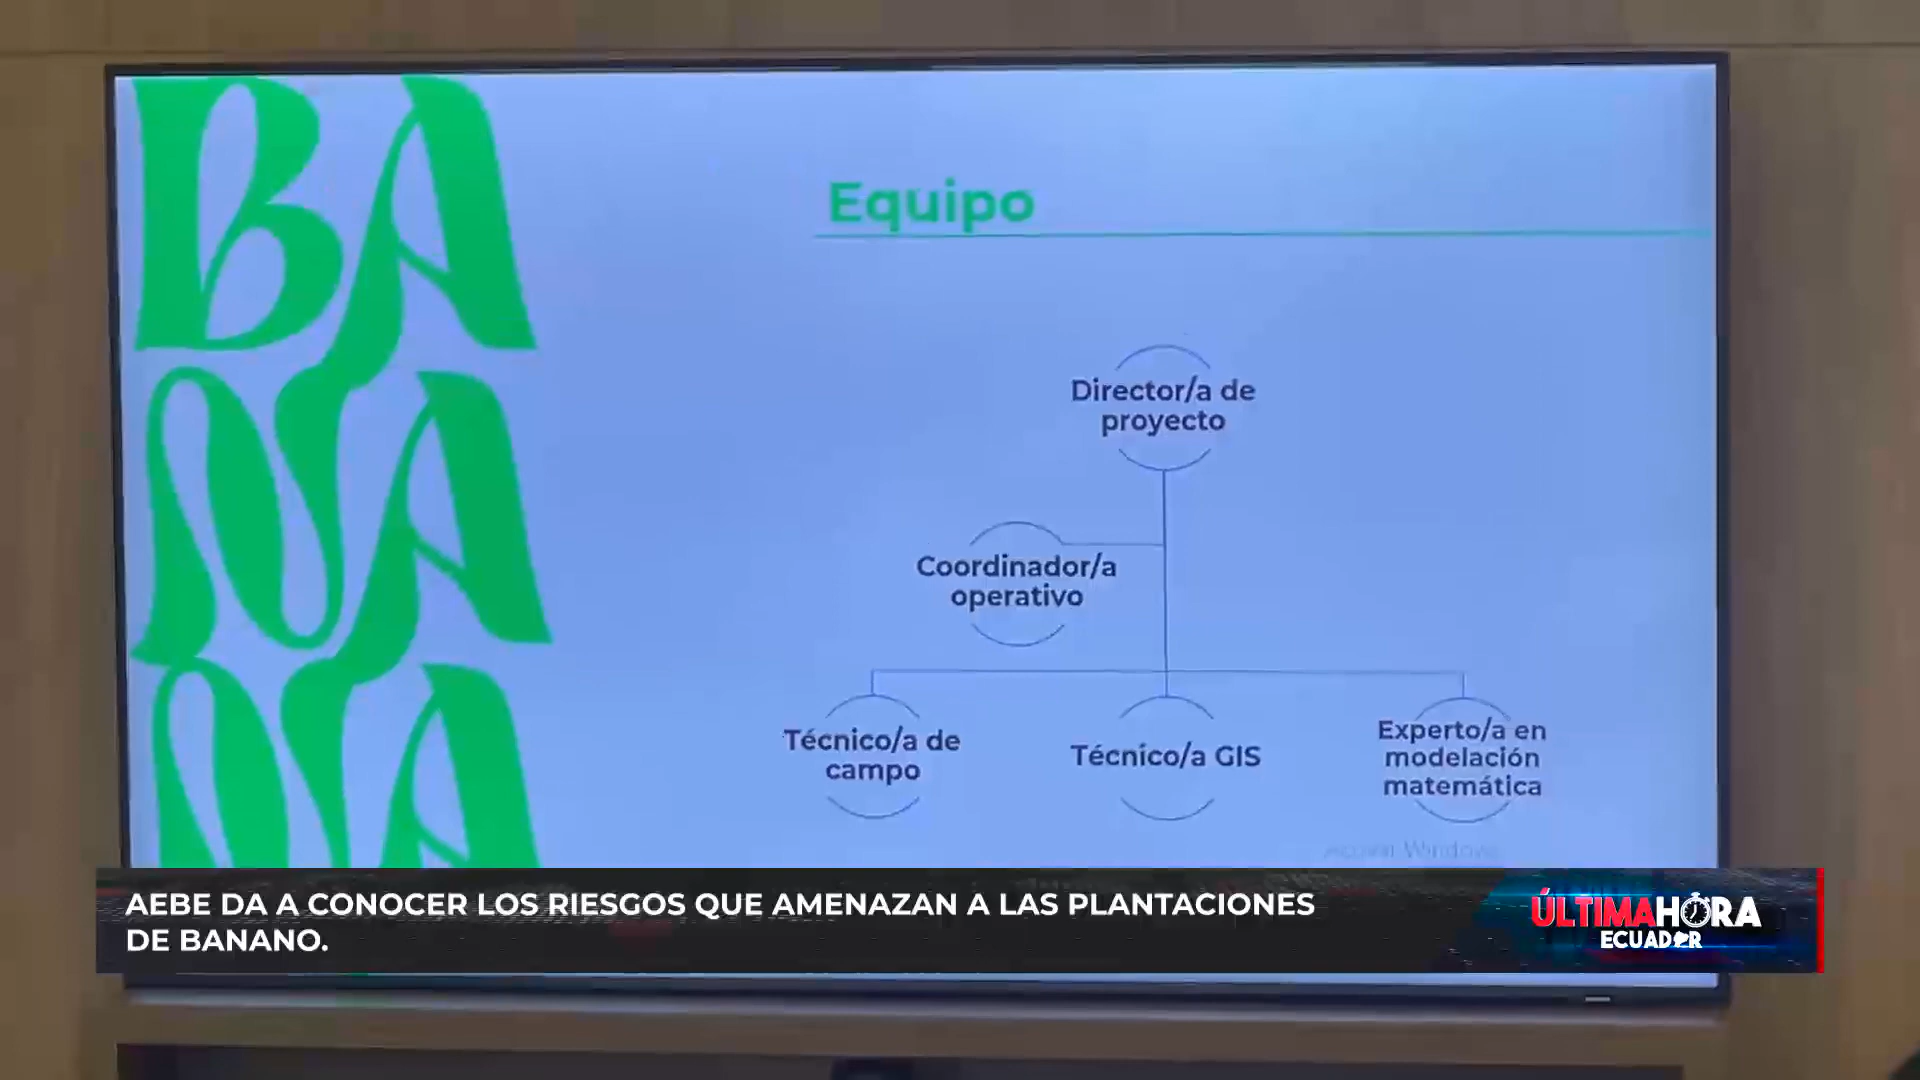 BA
NA
NA
Equipo
Director/a de
proyecto
Coordinador/a
operativo
Técnico/a de
campo
Técnico/a GIS
Experto/a en
modelación
matemática
AEBE DA A CONOCER LOS RIESGOS QUE AMENAZAN A LAS PLANTACIONES
DE BANANO.
ÚLTIMAHORA
ECUADOR